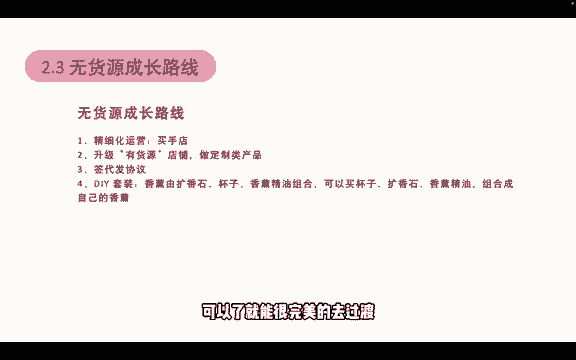 2.3 无货源成长路线
无货源成长路线
1、精细化运营：买手店
2、升级“有货源”店铺，做定制类产品
3、签代发协议
4、DIY 套装：香薰由扩香石、杯子、香薰精油组合，可以买杯子、扩香石、香薰精油，组合成
自己的香薰
可以了就能很完美的去过渡